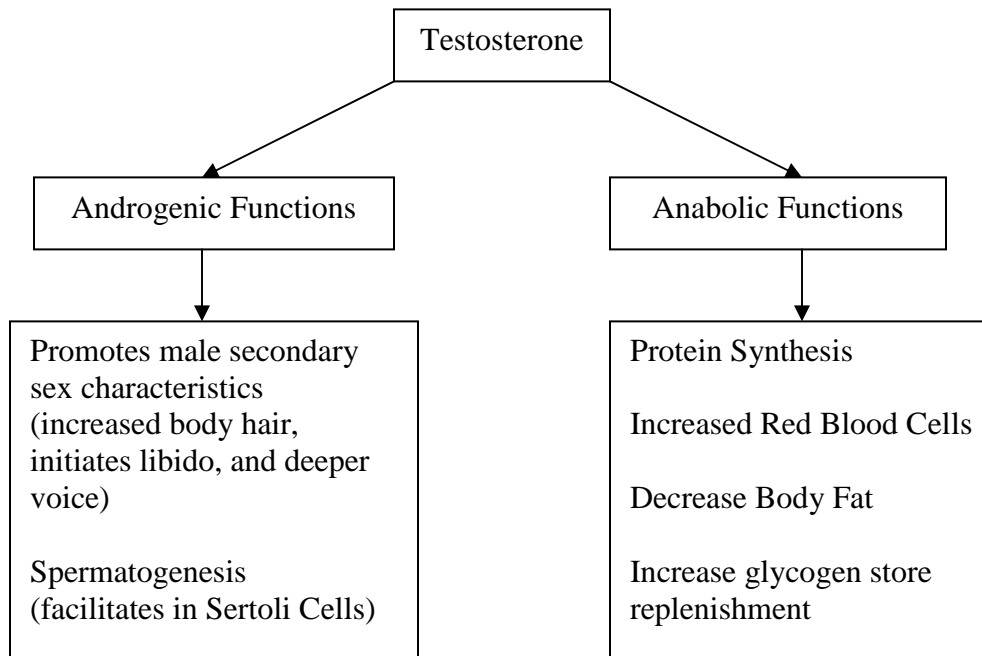 Testosterone
Androgenic Functions
Anabolic Functions
Promotes male secondary
sex characteristics
(increased body hair,
initiates libido, and deeper
voice)
Spermatogenesis
(facilitates in Sertoli Cells)
Protein Synthesis
Increased Red Blood Cells
Decrease Body Fat
Increase glycogen store
replenishment